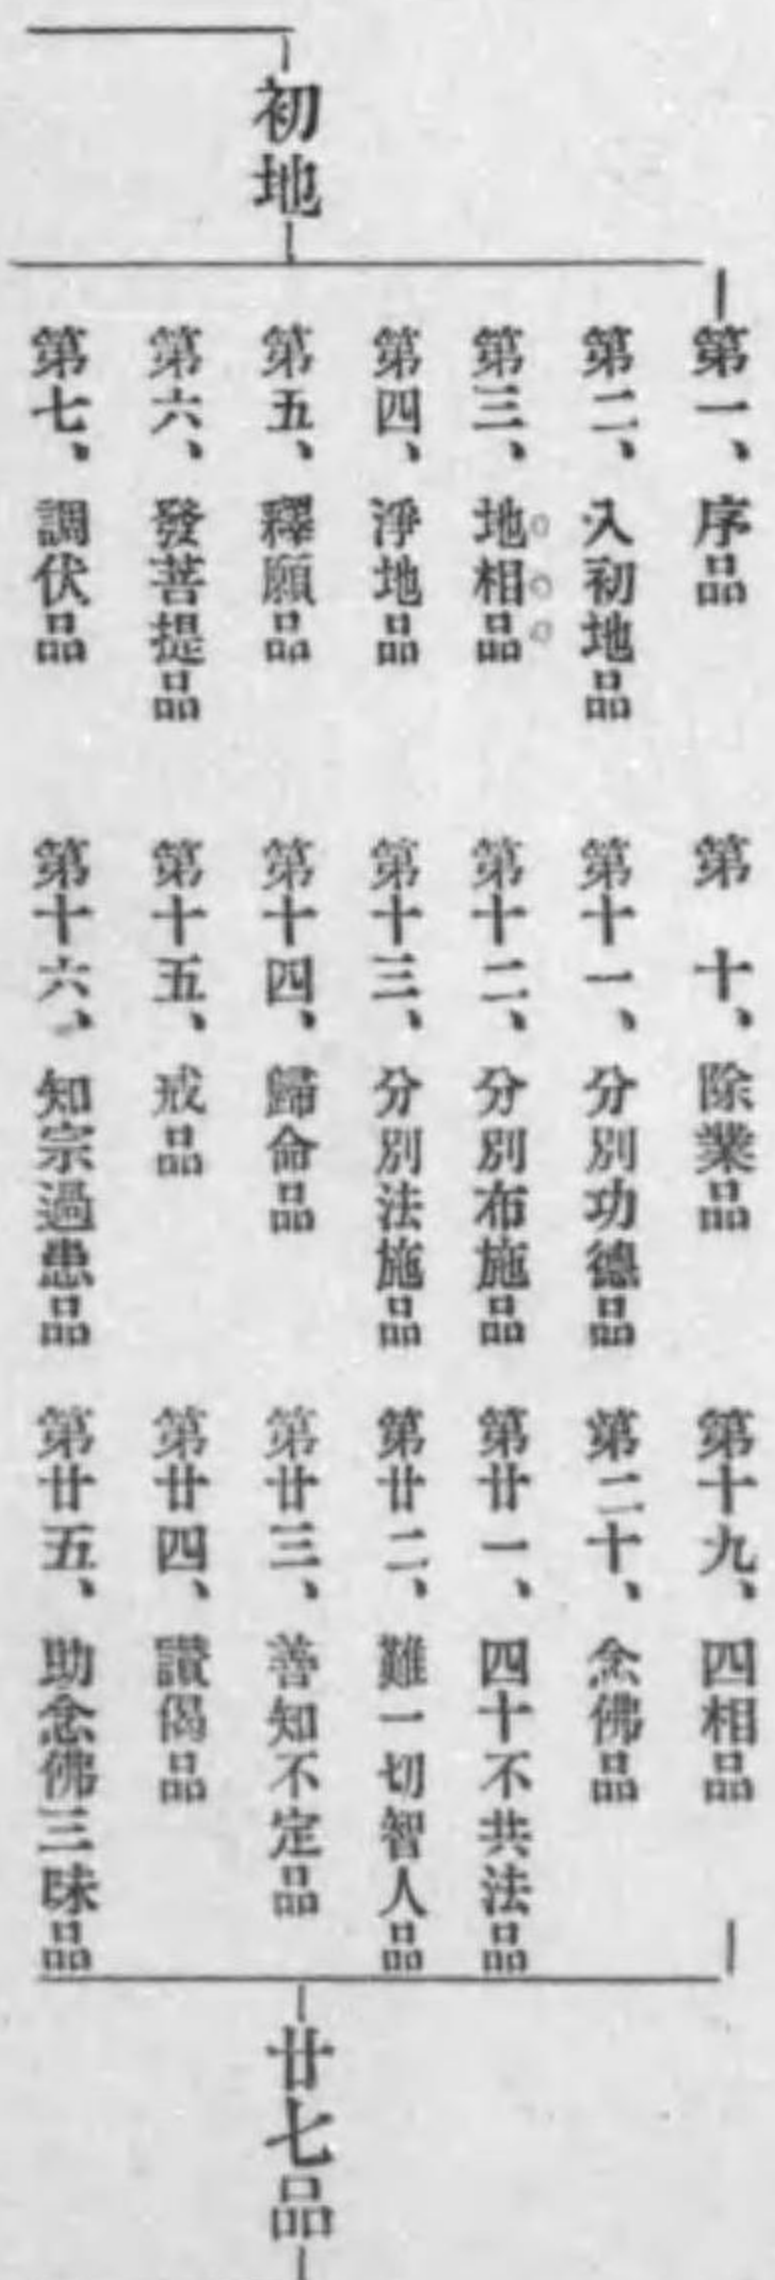 初地
第一、序品
第十、除業品
第十九、四相品
第二、入初地品
第十一、分別功德品
第二十、念佛品
第三、地相品
第十二、分別布施品
第廿一、四十不共法品
第四、淨地品
第十三、分別法施品
第廿二、難一切智人品
第五、釋願品
第十四、歸命品
第廿三、善知不定品
第六、發菩提品
第十五、戒品
第廿四、讃偈品
第七、調伏品
第十六、知宗過患品
第廿五、助念佛三昧品
廿七品